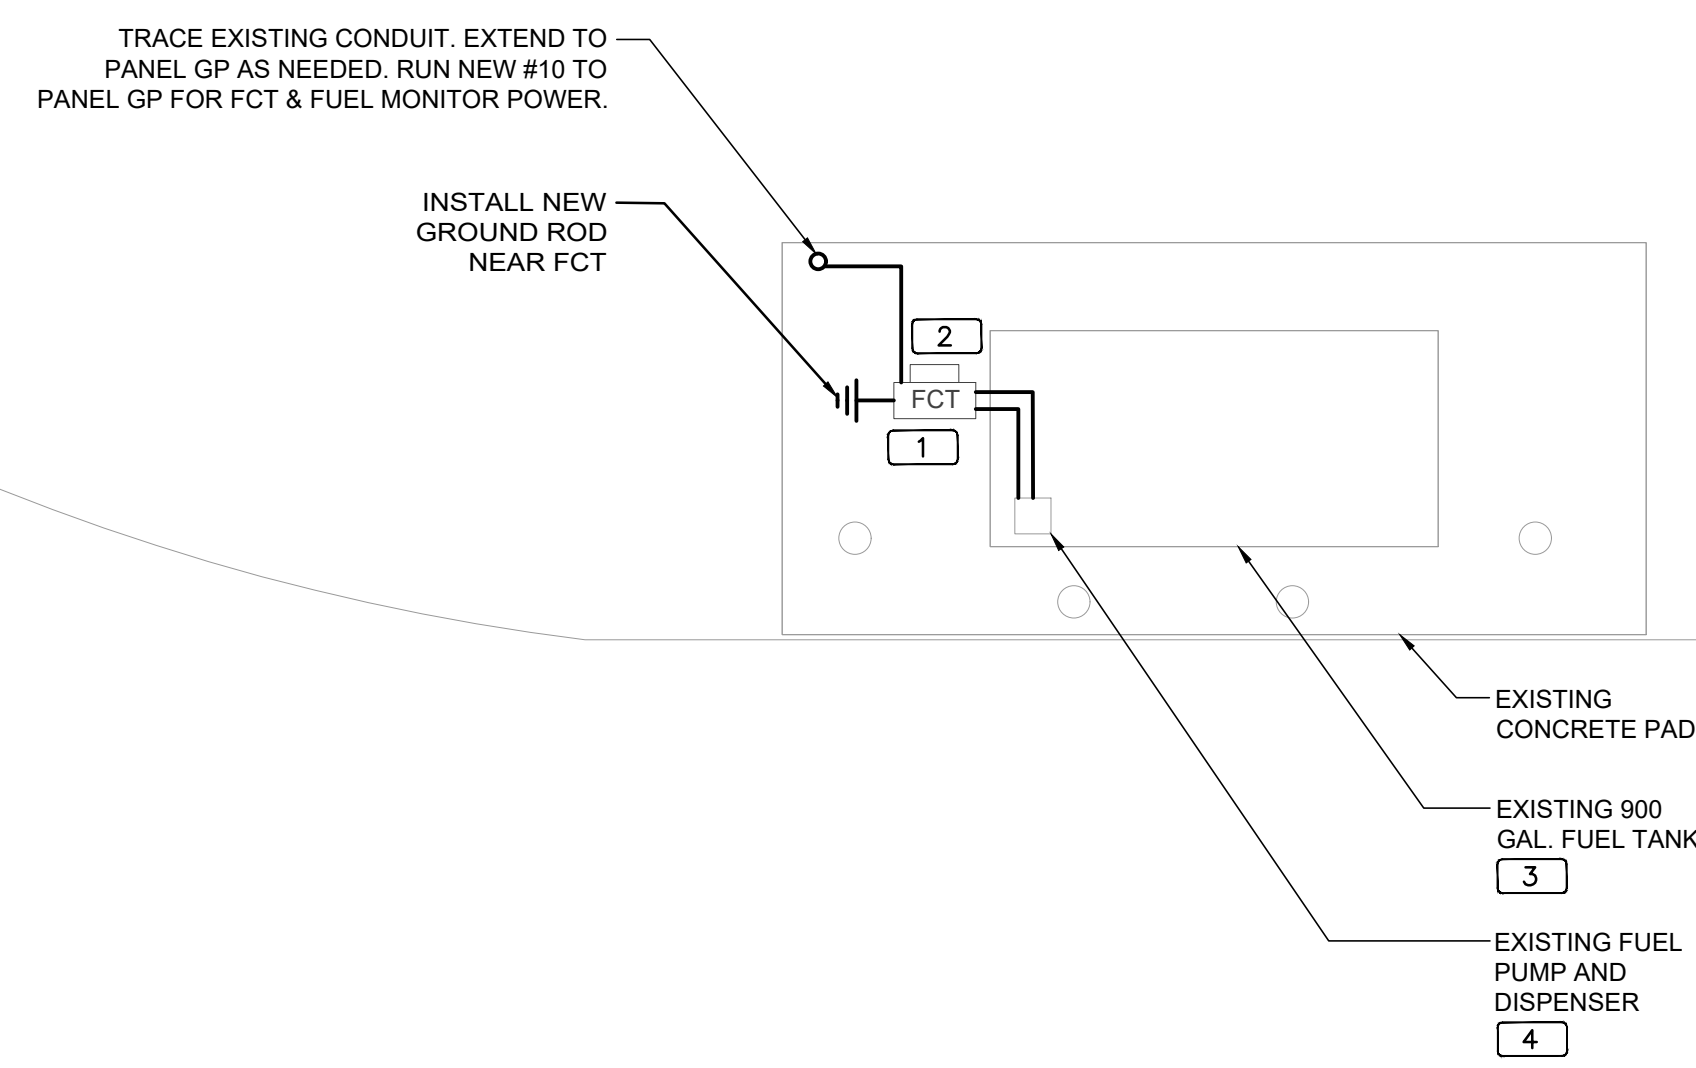 TRACE EXISTING CONDUIT. EXTEND TO
PANEL GP AS NEEDED. RUN NEW #10 TO
PANEL GP FOR FCT & FUEL MONITOR POWER.
INSTALL NEW
GROUND ROD
NEAR FCT
2
FCT
1
EXISTING
CONCRETE PAD
EXISTING 900
GAL. FUEL TANK
3
EXISTING FUEL
PUMP AND
DISPENSER
4